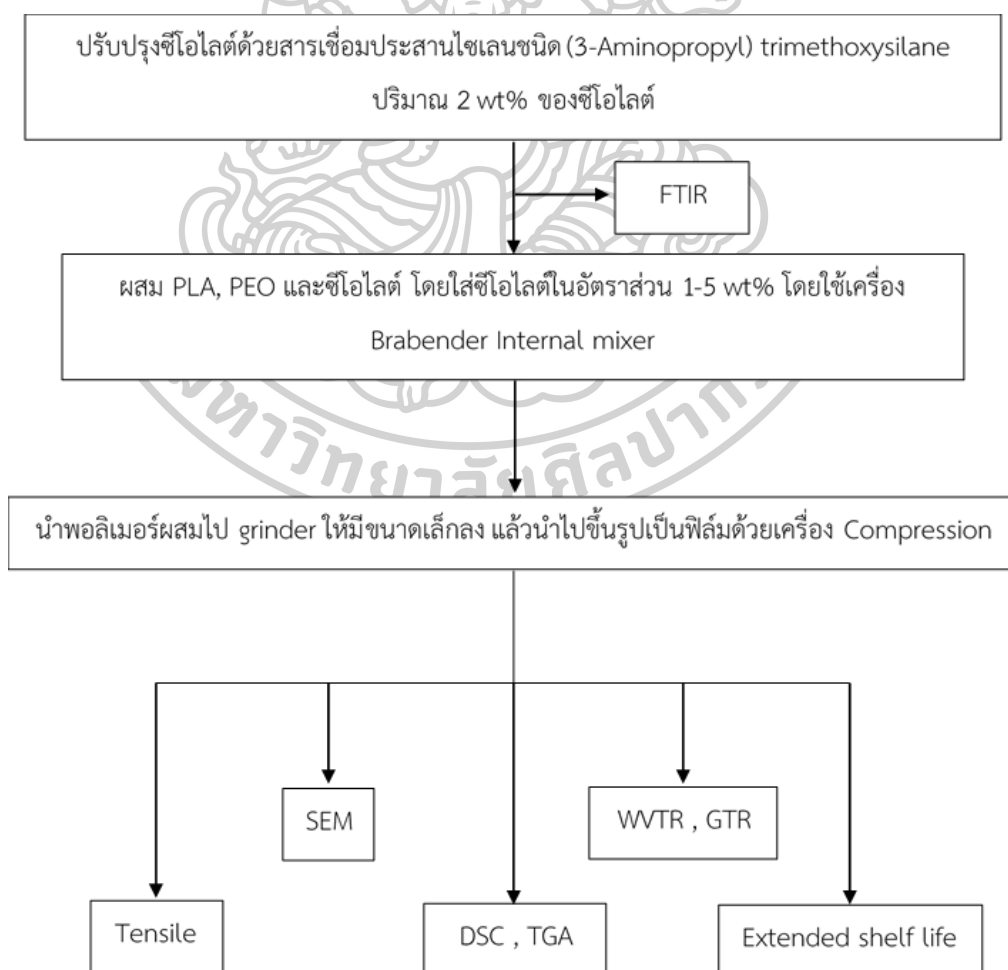 ปรับปรุงซีโอไลต์ด้วยสารเชื่อมประสานไซเลนชนิด (3-Aminopropyl) trimethoxysilane
ปริมาณ 2 wt% ของซีโอไลต์
FTIR
ผสม PLA, PEO และซีโอไลต์ โดยใส่ซีโอไลต์ในอัตราส่วน 1-5 wt% โดยใช้เครื่อง
Brabender Internal mixer
นำพอลิเมอร์ผสมไป grinder ให้มีขนาดเล็กลง แล้วนำไปขึ้นรูปเป็นฟิล์มด้วยเครื่อง Compression
SEM
WVTR , GTR
Tensile
DSC , TGA
Extended shelf life